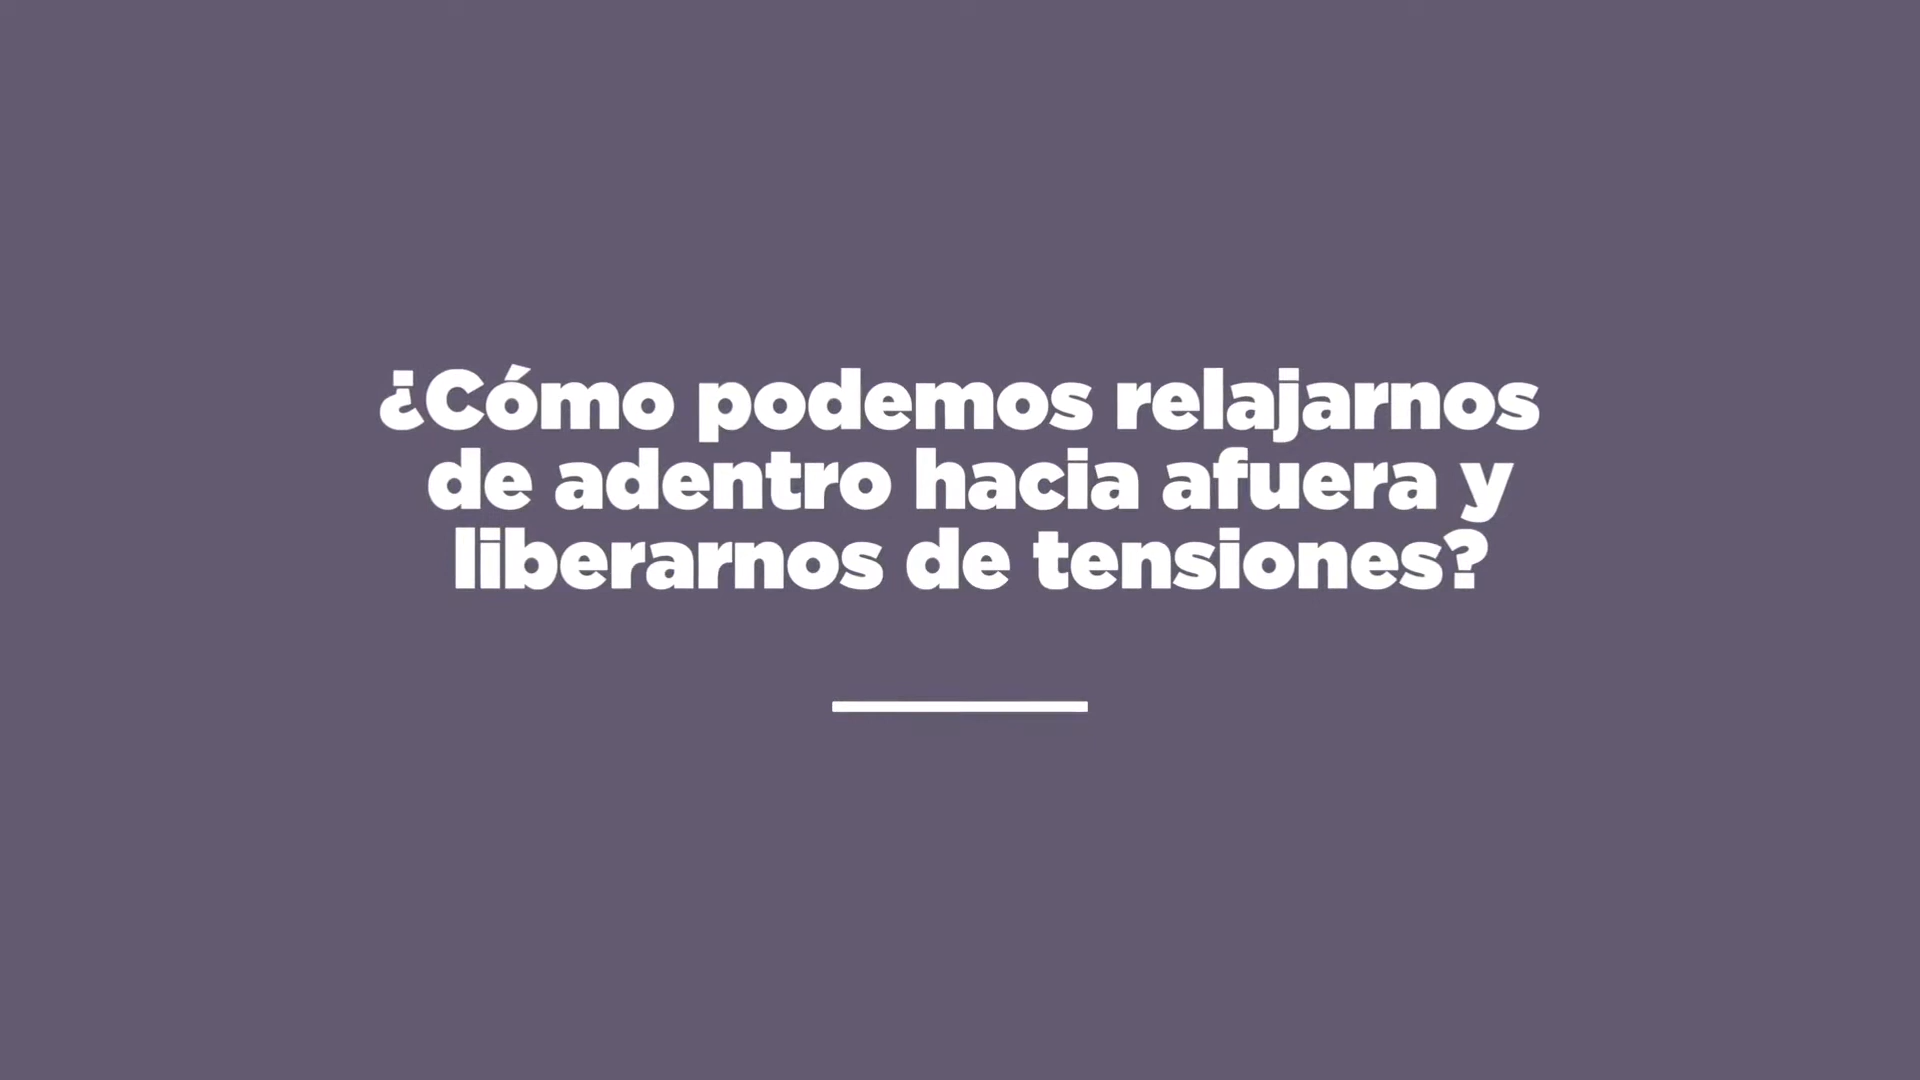 ¿Cómo podemos relajarnos
de adentro hacia afuera y
liberarnos de tensiones?